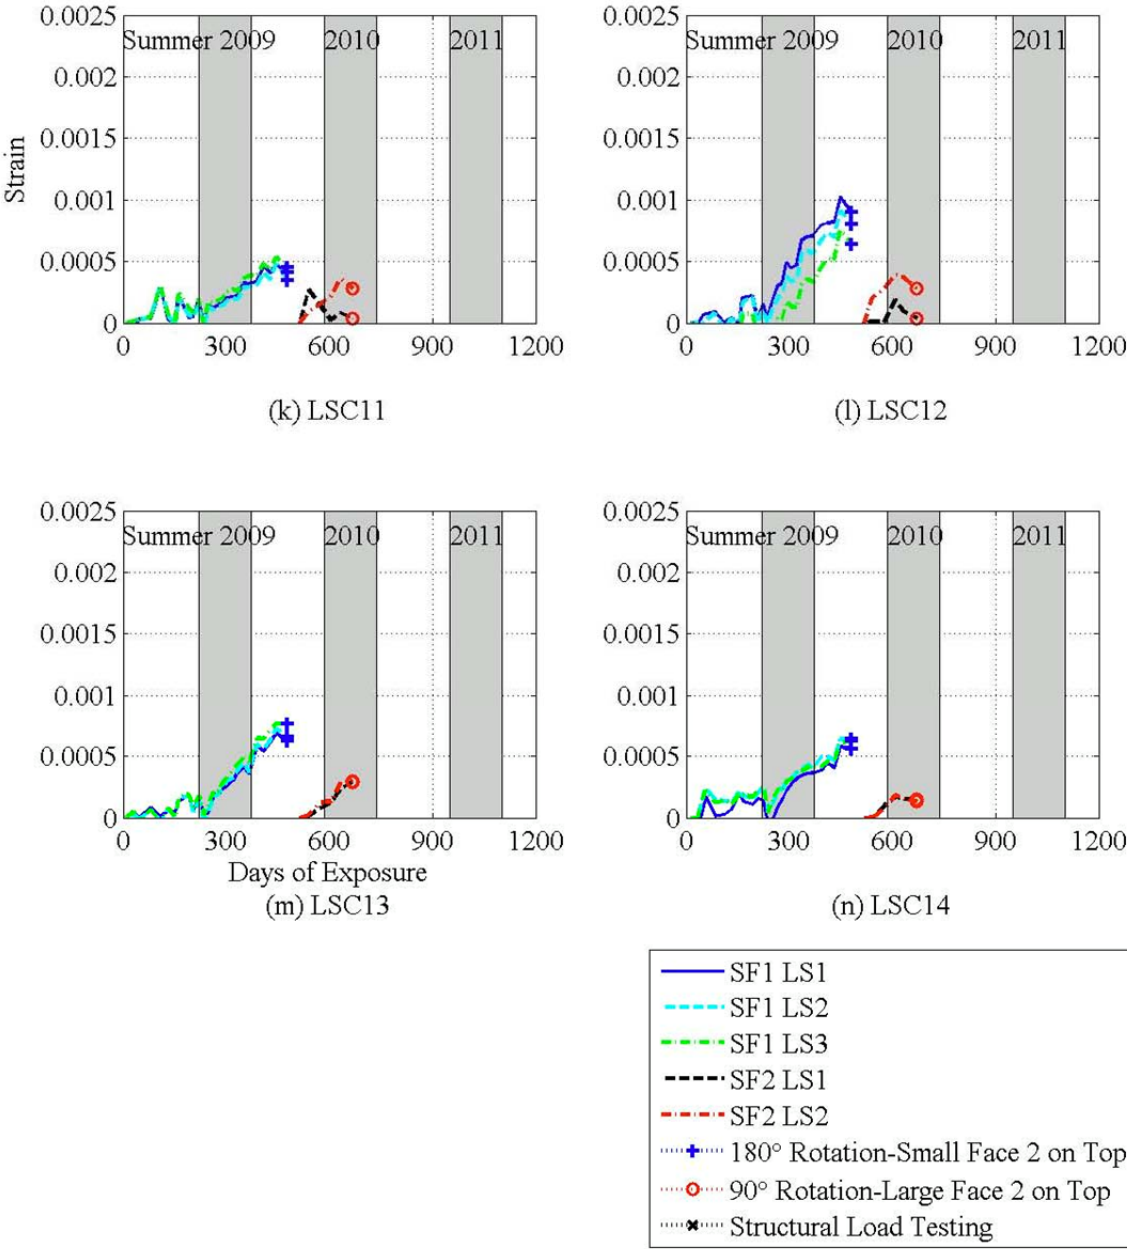 0.0025 0.002 0.0015 0.001 0.0005 0
Strain
Summer 2009 2010 2011
0 300 600 900 1200
(k) LSC11
0.0025 0.002 0.0015 0.001 0.0005 0
Summer 2009 2010 2011
0 300 600 900 1200
(l) LSC12
0.0025 0.002 0.0015 0.001 0.0005 0
Summer 2009 2010 2011
0 300 600 900 1200
Days of Exposure
(m) LSC13
0.0025 0.002 0.0015 0.001 0.0005 0
Summer 2009 2010 2011
0 300 600 900 1200
(n) LSC14
SF1 LS1
SF1 LS2
SF1 LS3
SF2 LS1
SF2 LS2
180° Rotation-Small Face 2 on Top
90° Rotation-Large Face 2 on Top
Structural Load Testing